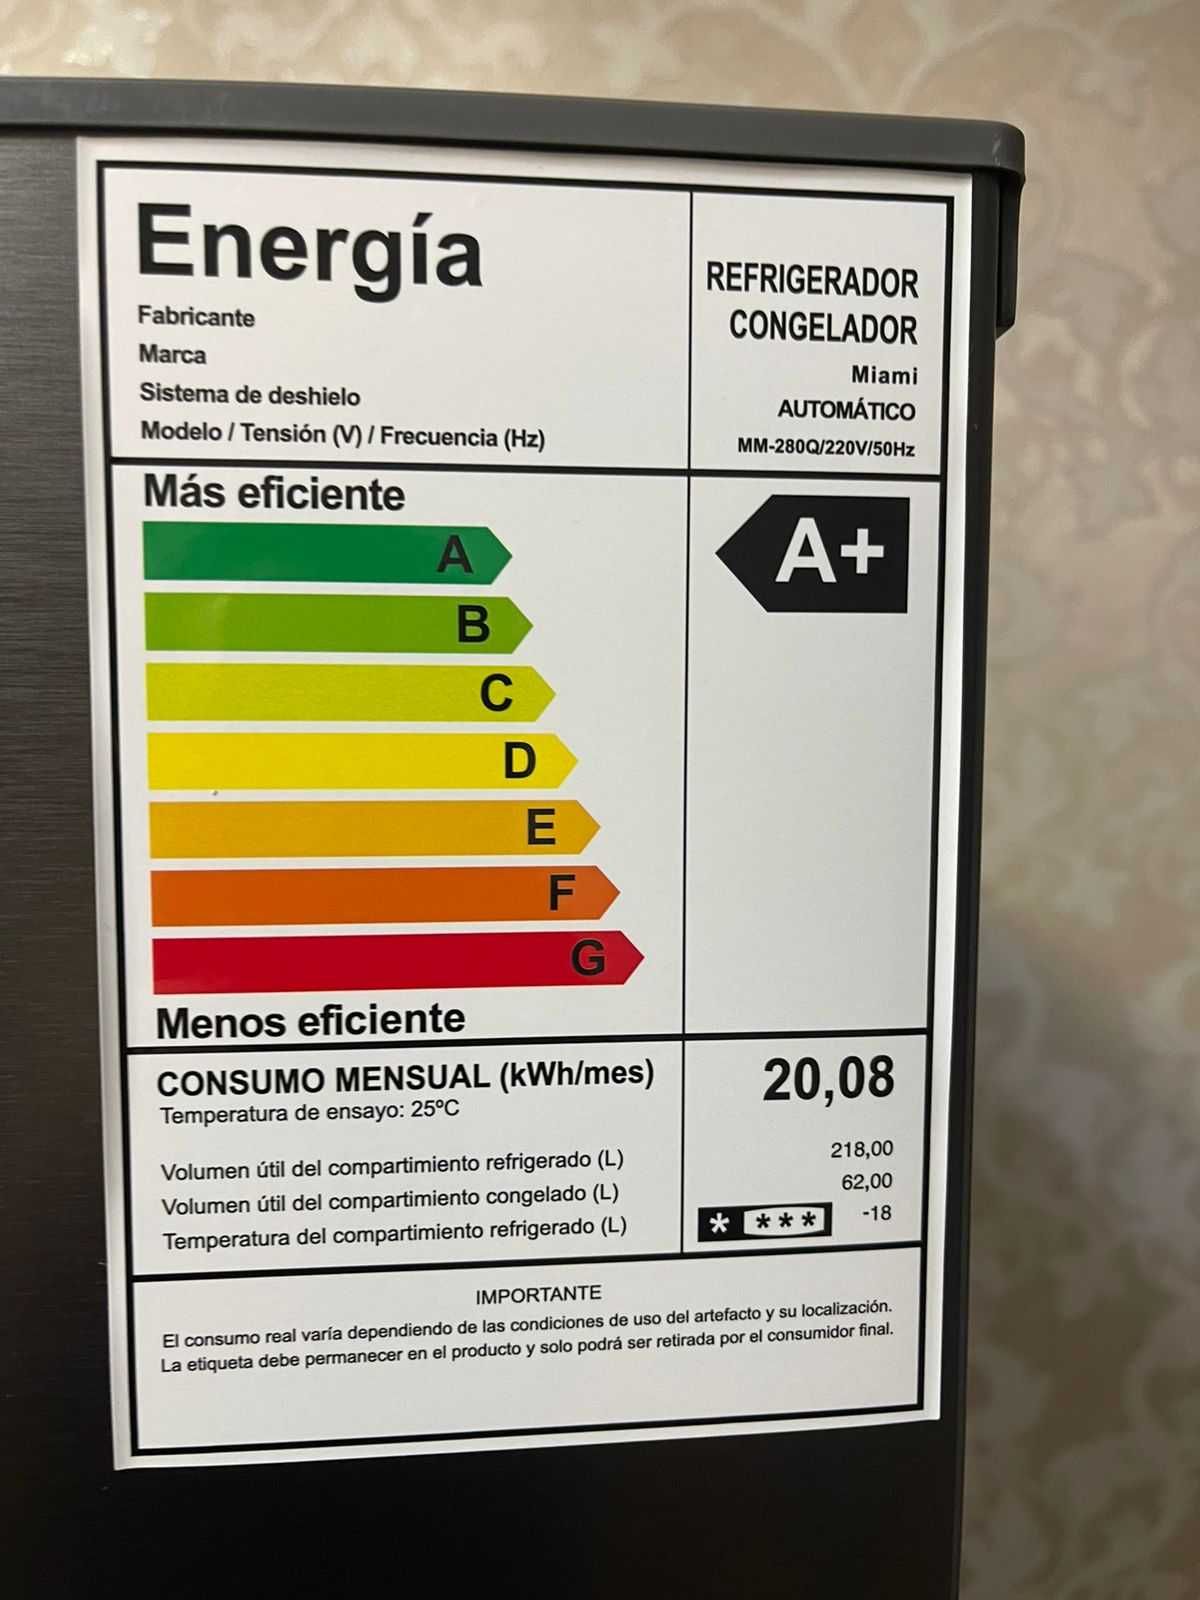 Energía
REFRIGERADOR
CONGELADOR
Fabricante
Marca
Miami
Sistema de deshielo
AUTOMÁTICO
Modelo / Tensión (V) / Frecuencia (Hz)
MM-280Q/220V/50Hz
Más eficiente
A
A+
B
C
D
E
F
G
Menos eficiente
CONSUMO MENSUAL (kWh/mes)
20,08
Temperatura de ensayo: 25ºC
Volumen útil del compartimiento refrigerado (L)
218,00
Volumen útil del compartimiento congelado (L)
62,00
Temperatura del compartimiento refrigerado (L)
* *** -18
IMPORTANTE
El consumo real varía dependiendo de las condiciones de uso del artefacto y su localización.
La etiqueta debe permanecer en el producto y solo podrá ser retirada por el consumidor final.